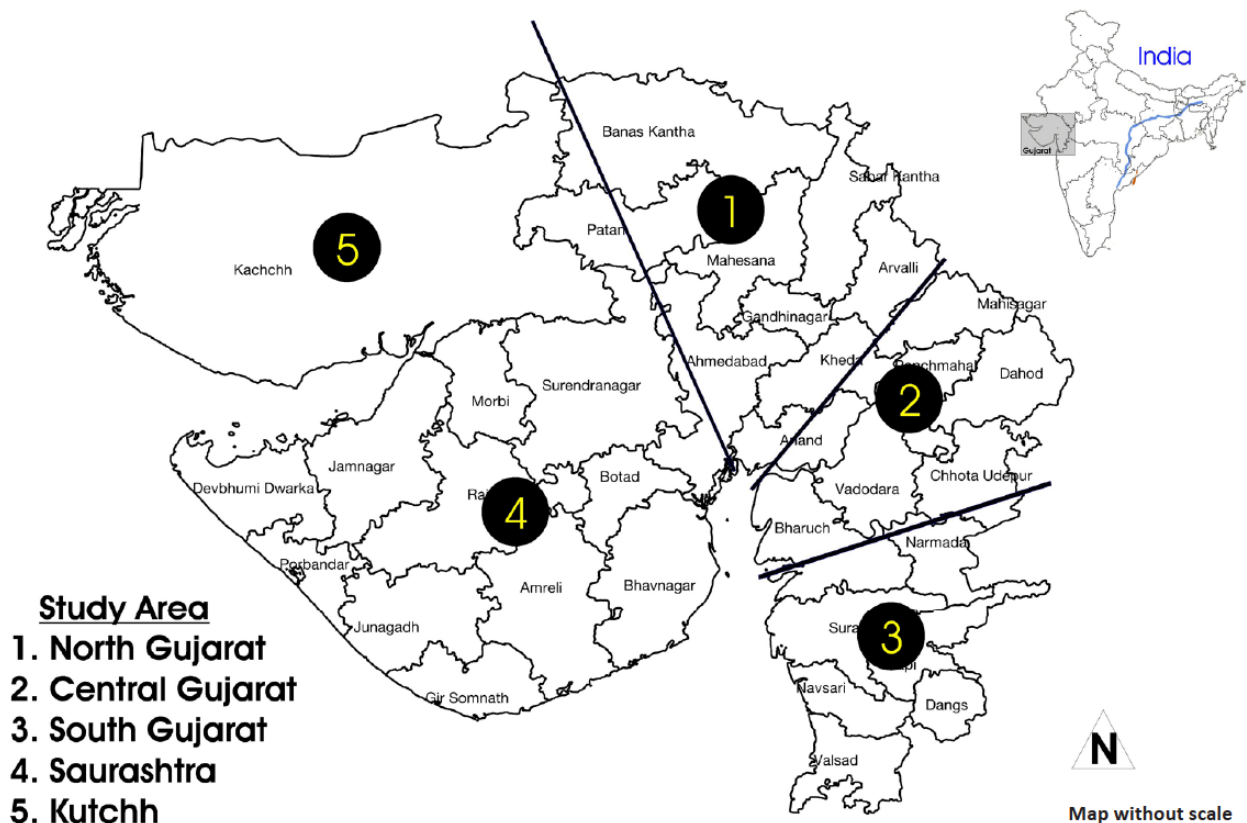 India
Gujarat
Banas Kantha
Sabar Kantha
1
Patan
5
Kachchh
Mahesana
Arvalli
Mahisagar
Gandhinagar
Ahmedabad
Kheda
Panchmahal
Dahod
Surendranagar
Morbi
2
Anand
Jamnagar
Botad
Chhota Udepur
Devbhumi Dwarka
Vadodara
4
Bharuch
Narmada
Porbandar
Amreli
Bhavnagar
Junagadh
3
Navsari
Gir Somnath
Dangs
Valsad
Study Area
1. North Gujarat
2. Central Gujarat
3. South Gujarat
4. Saurashtra
5. Kutchh
N
Map without scale